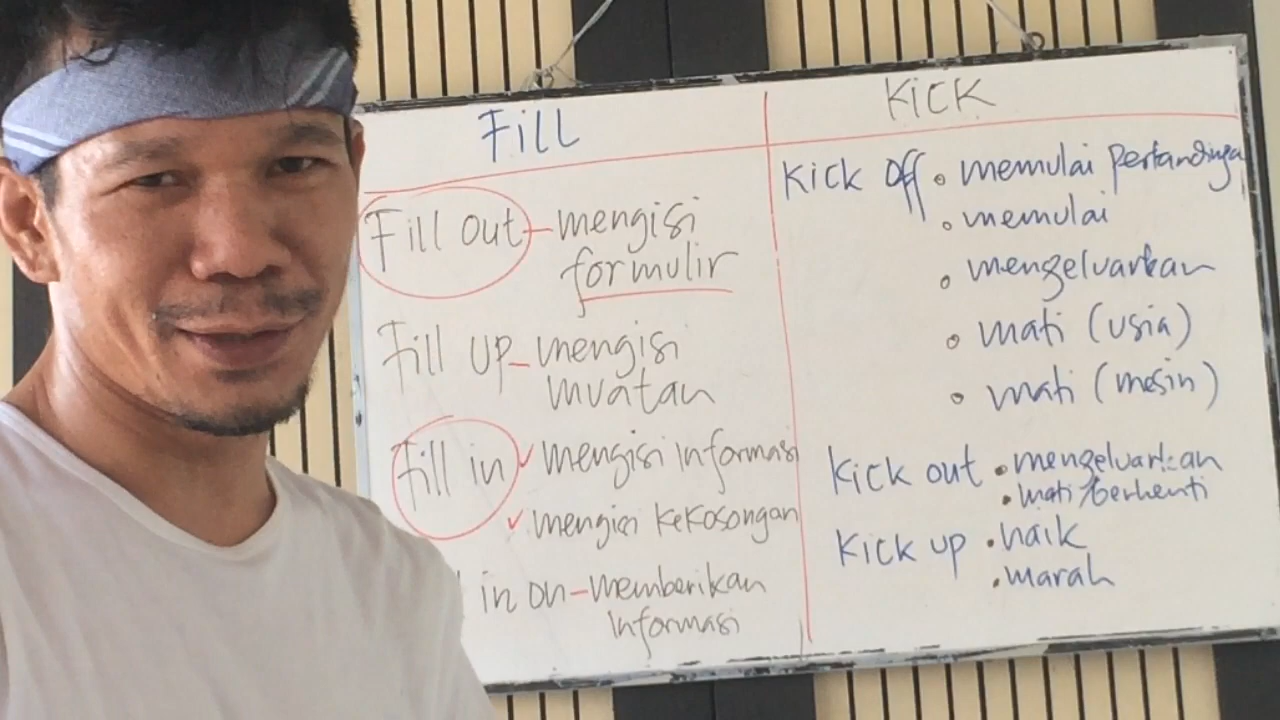 Fill
Fill out - mengisi
formulir
Fill up - mengisi
muatan
Fill in ✓ mengisi informasi
✓ mengisi kekosongan
in on - memberikan
informasi
Kick
Kick off • memulai Pertandinga
• memulai
• mengeluarkan
• mati (usia)
• mati (mesin)
Kick out • mengeluarkan
• mati/berhenti
Kick up • naik
• marah